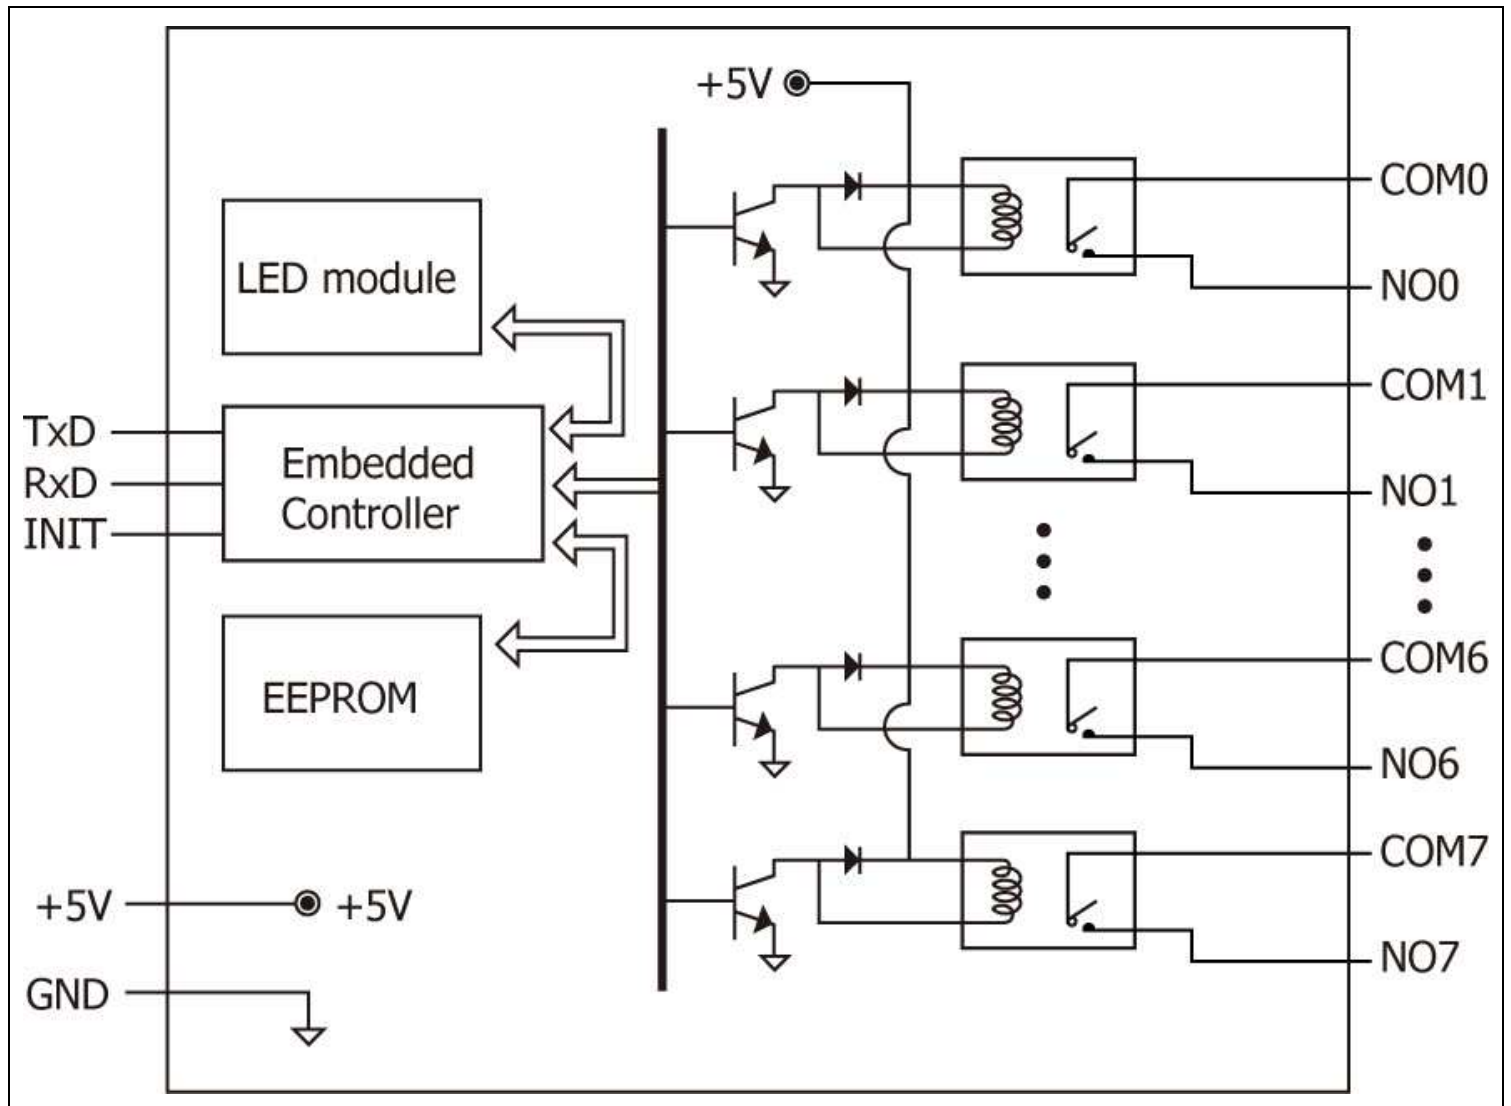 +5V
COM0
NO0
LED module
COM1
TxD
RxD
INIT
Embedded
Controller
NO1
COM6
EEPROM
NO6
COM7
+5V
+5V
NO7
GND